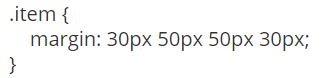 .item {
    margin: 30px 50px 50px 30px;
}